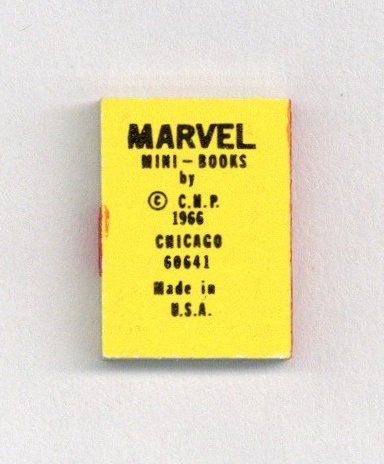 MARVEL
MINI-BOOKS
by
© C.M.P.
1966
CHICAGO
60641
Made in
U.S.A.